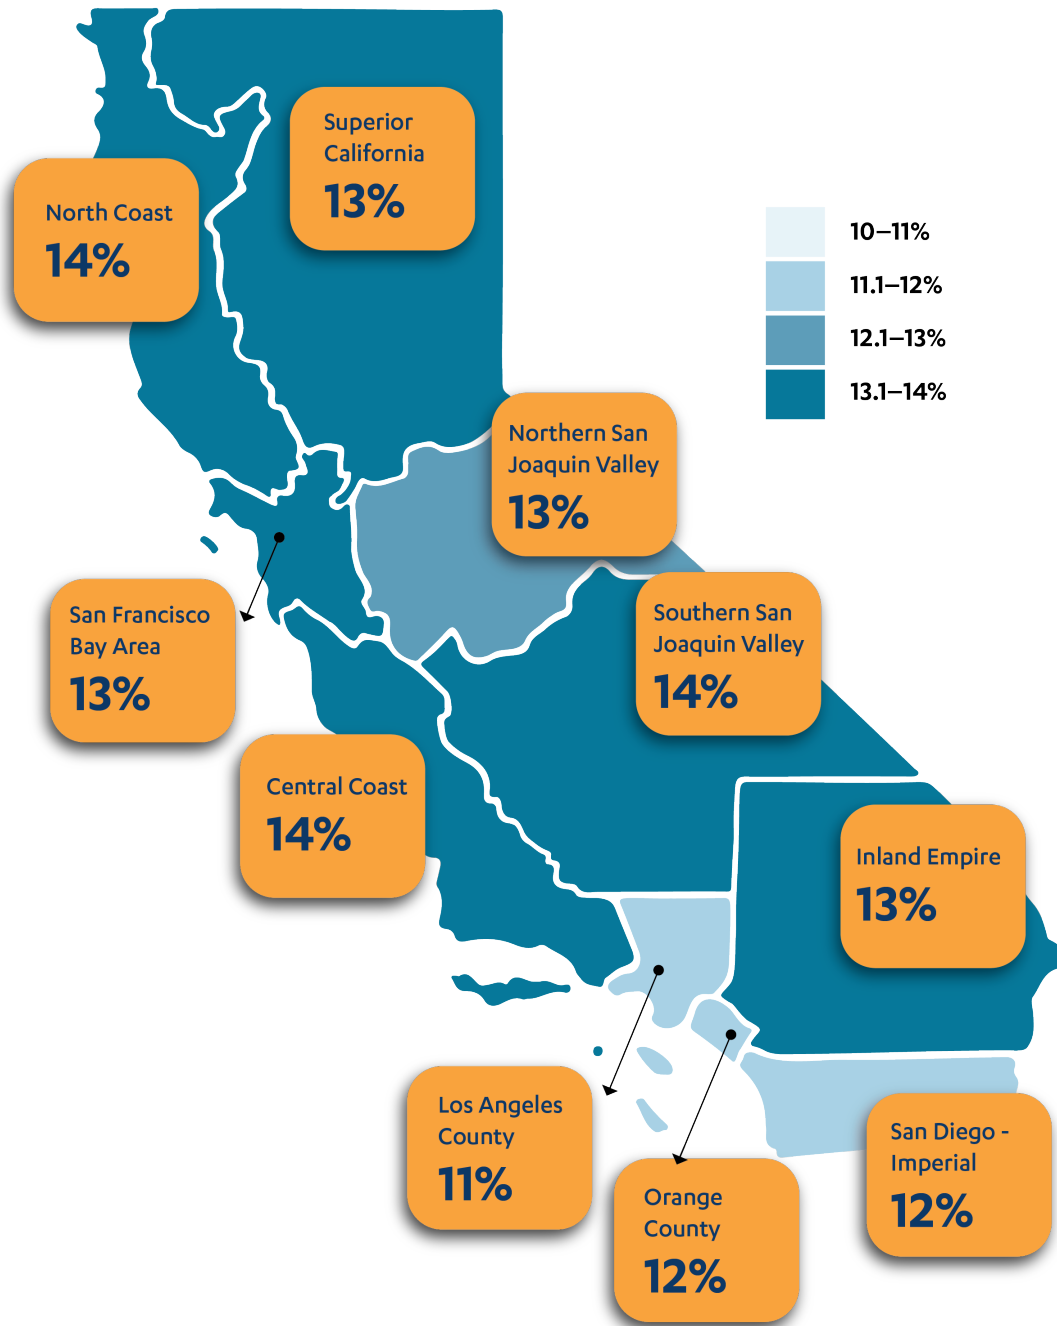 Superior
California
13%
North Coast
14%
10–11%
11.1–12%
12.1–13%
13.1–14%
Northern San
Joaquin Valley
13%
San Francisco
Bay Area
13%
Southern San
Joaquin Valley
14%
Central Coast
14%
Inland Empire
13%
Los Angeles
County
11%
Orange
County
12%
San Diego -
Imperial
12%